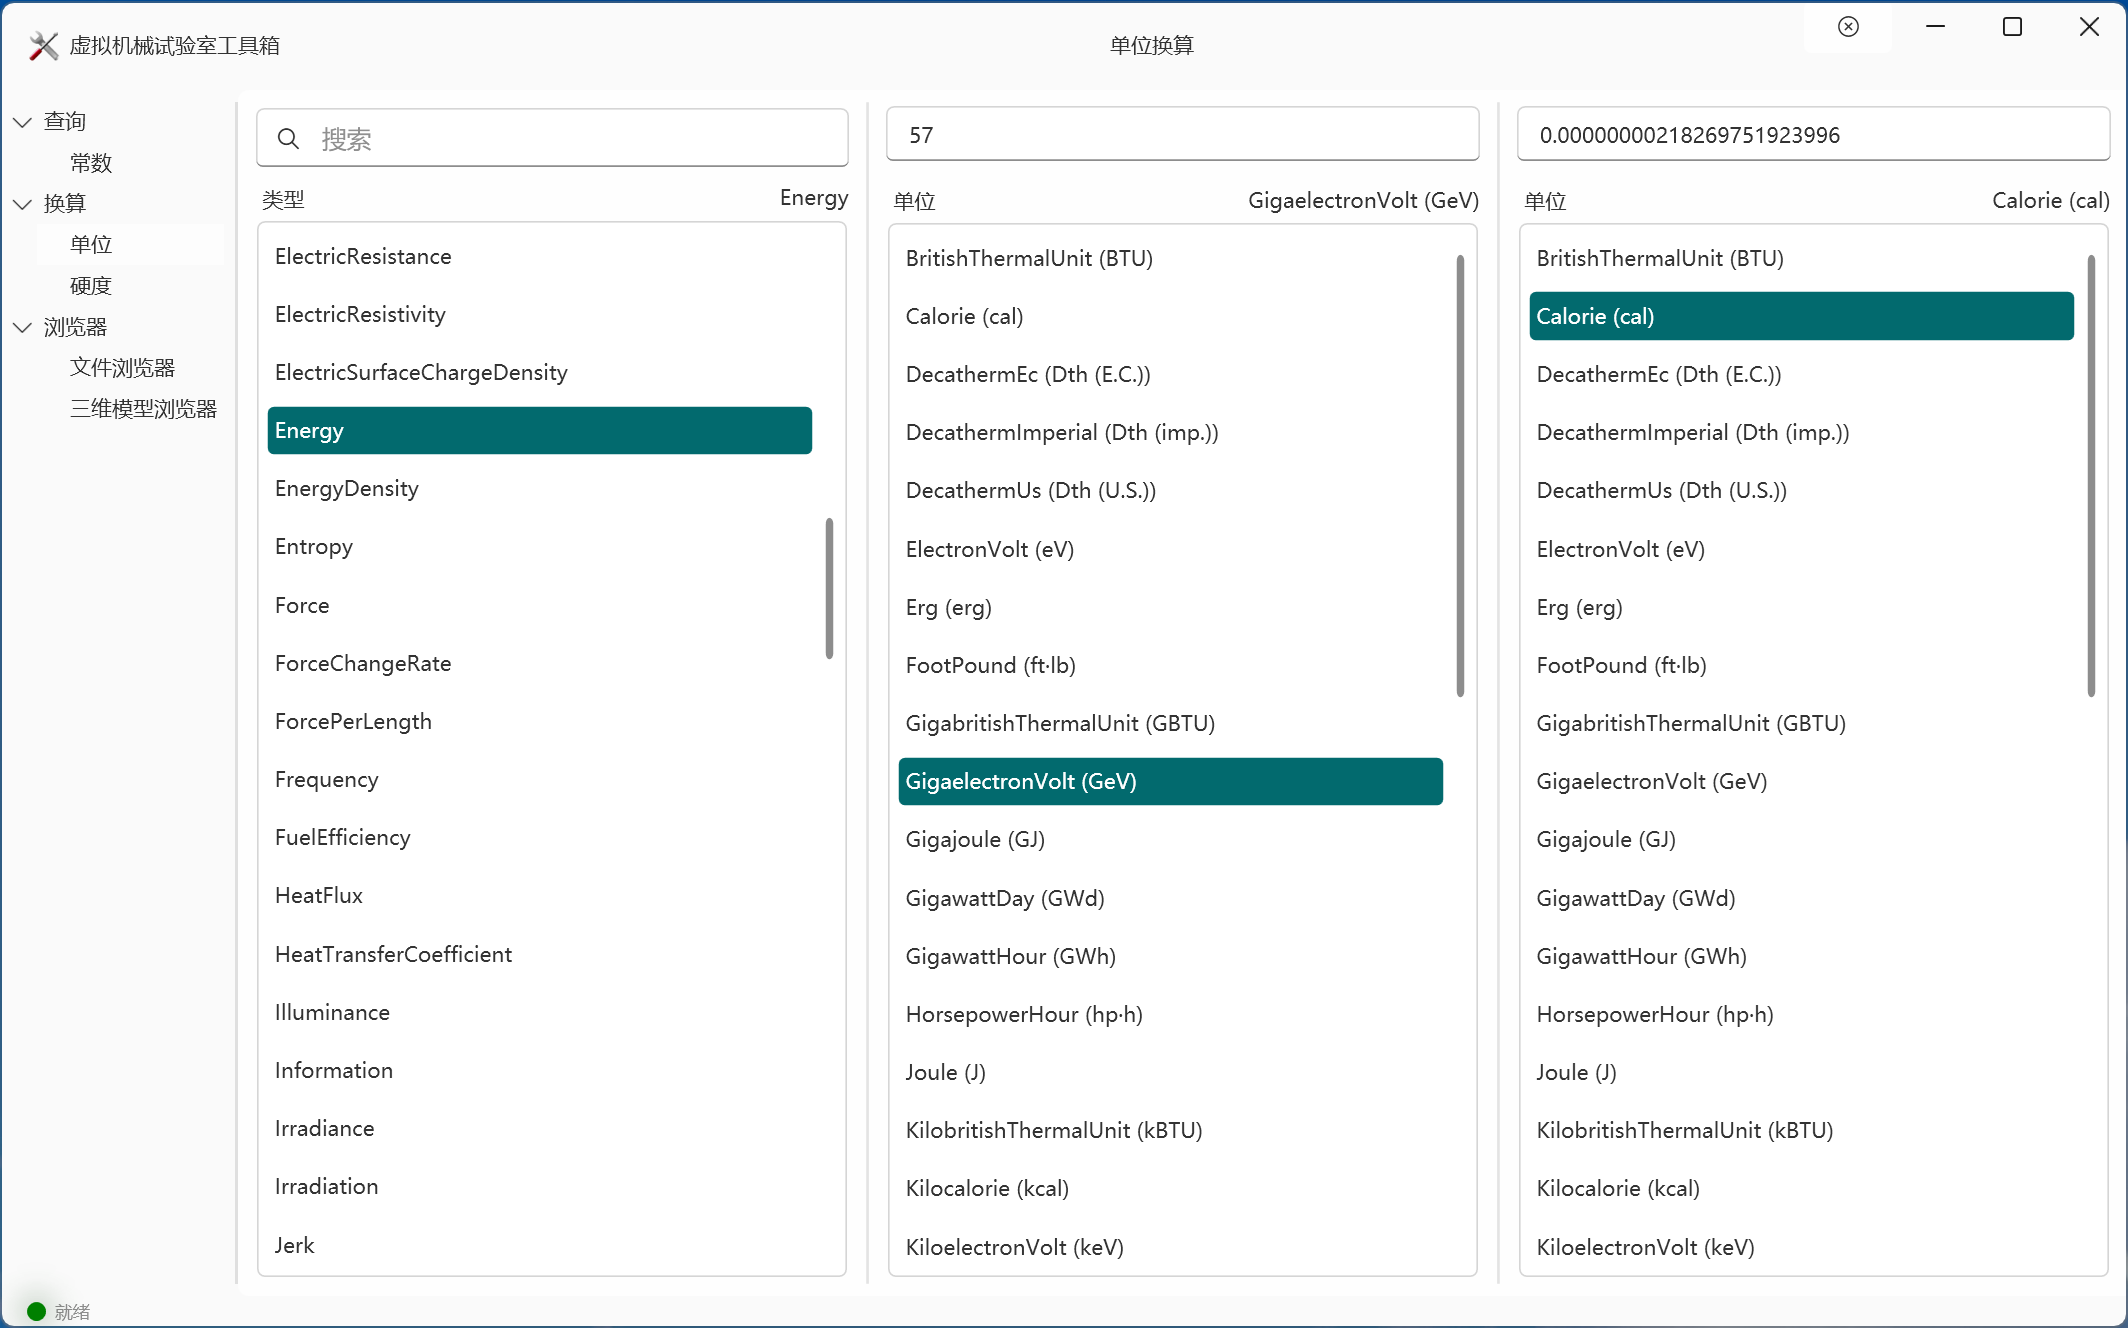 虚拟机械试验室工具箱
单位换算
查询
常数
换算
单位
硬度
浏览器
文件浏览器
三维模型浏览器
搜索
类型 Energy
ElectricResistance
ElectricResistivity
ElectricSurfaceChargeDensity
Energy
EnergyDensity
Entropy
Force
ForceChangeRate
ForcePerLength
Frequency
FuelEfficiency
HeatFlux
HeatTransferCoefficient
Illuminance
Information
Irradiance
Irradiation
Jerk
57
单位 GigaelectronVolt (GeV)
BritishThermalUnit (BTU)
Calorie (cal)
DecathermEc (Dth (E.C.))
DecathermImperial (Dth (imp.))
DecathermUs (Dth (U.S.))
ElectronVolt (eV)
Erg (erg)
FootPound (ft·lb)
GigabritishThermalUnit (GBTU)
GigaelectronVolt (GeV)
Gigajoule (GJ)
GigawattDay (GWd)
GigawattHour (GWh)
HorsepowerHour (hp·h)
Joule (J)
KilobritishThermalUnit (kBTU)
Kilocalorie (kcal)
KiloelectronVolt (keV)
0.00000000218269751923996
单位 Calorie (cal)
BritishThermalUnit (BTU)
Calorie (cal)
DecathermEc (Dth (E.C.))
DecathermImperial (Dth (imp.))
DecathermUs (Dth (U.S.))
ElectronVolt (eV)
Erg (erg)
FootPound (ft·lb)
GigabritishThermalUnit (GBTU)
GigaelectronVolt (GeV)
Gigajoule (GJ)
GigawattDay (GWd)
GigawattHour (GWh)
HorsepowerHour (hp·h)
Joule (J)
KilobritishThermalUnit (kBTU)
Kilocalorie (kcal)
KiloelectronVolt (keV)
就绪